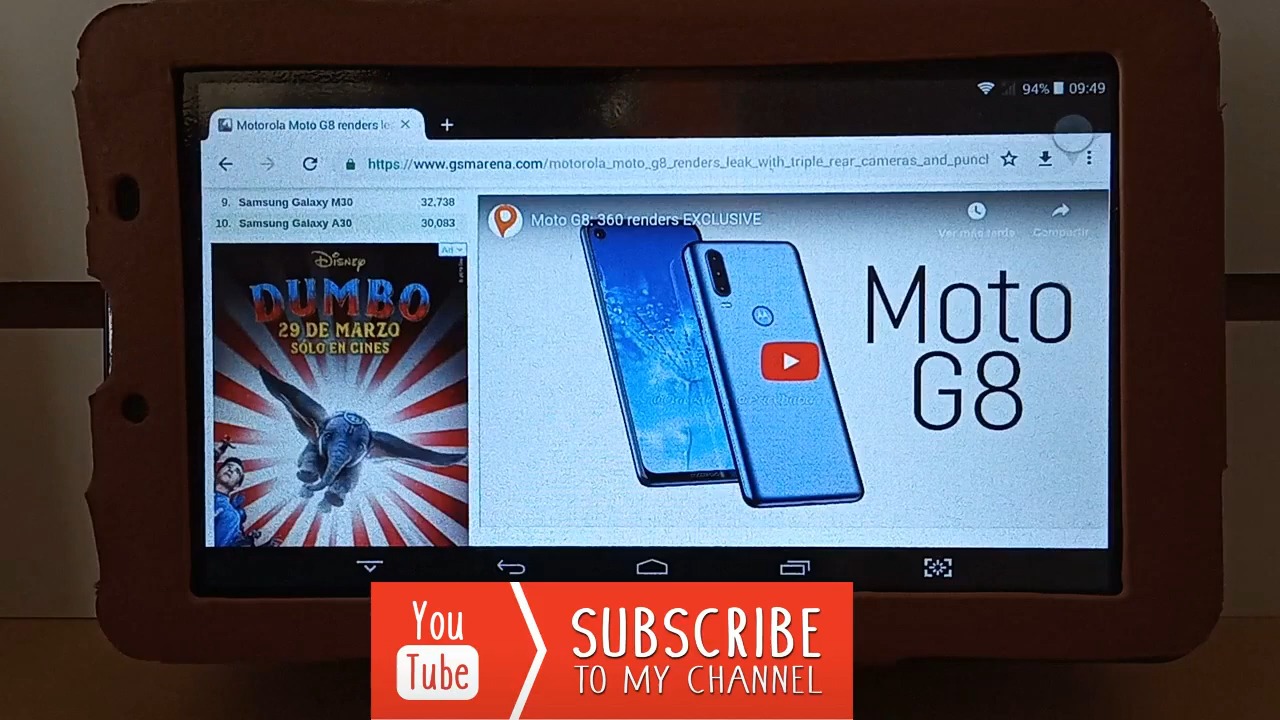 94% 09:49
Motorola Moto G8 renders le
https://www.gsmarena.com/motorola_moto_g8_renders_leak_with_triple_rear_cameras_and_punch
9. Samsung Galaxy M30 32,738
10. Samsung Galaxy A30 30,083
Moto G8: 360 renders EXCLUSIVE
Ver más tarde Compartir
Ad
Disney
DUMBO
29 DE MARZO
SÓLO EN CINES
Moto
G8
You
Tube
SUBSCRIBE
TO MY CHANNEL